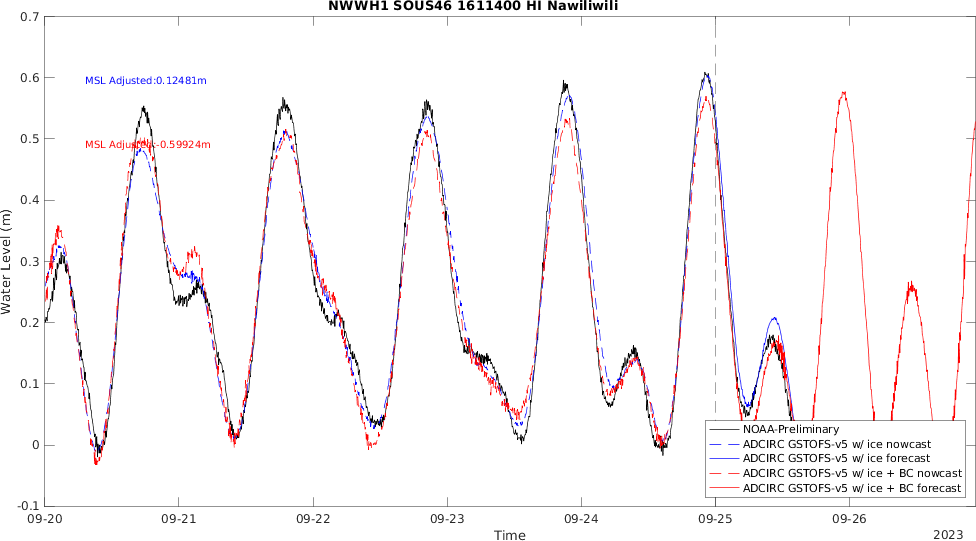 NWWH1 SOUS46 1611400 HI Nawiliwili
0.7
0.6
0.5
0.4
0.3
0.2
0.1
0
-0.1
Water Level (m)
MSL Adjusted:0.12481m
MSL Adjusted:-0.59924m
NOAA-Preliminary
ADCIRC GSTOFS-v5 w/ ice nowcast
ADCIRC GSTOFS-v5 w/ ice forecast
ADCIRC GSTOFS-v5 w/ ice + BC nowcast
ADCIRC GSTOFS-v5 w/ ice + BC forecast
09-20 09-21 09-22 09-23 09-24 09-25 09-26
Time
2023